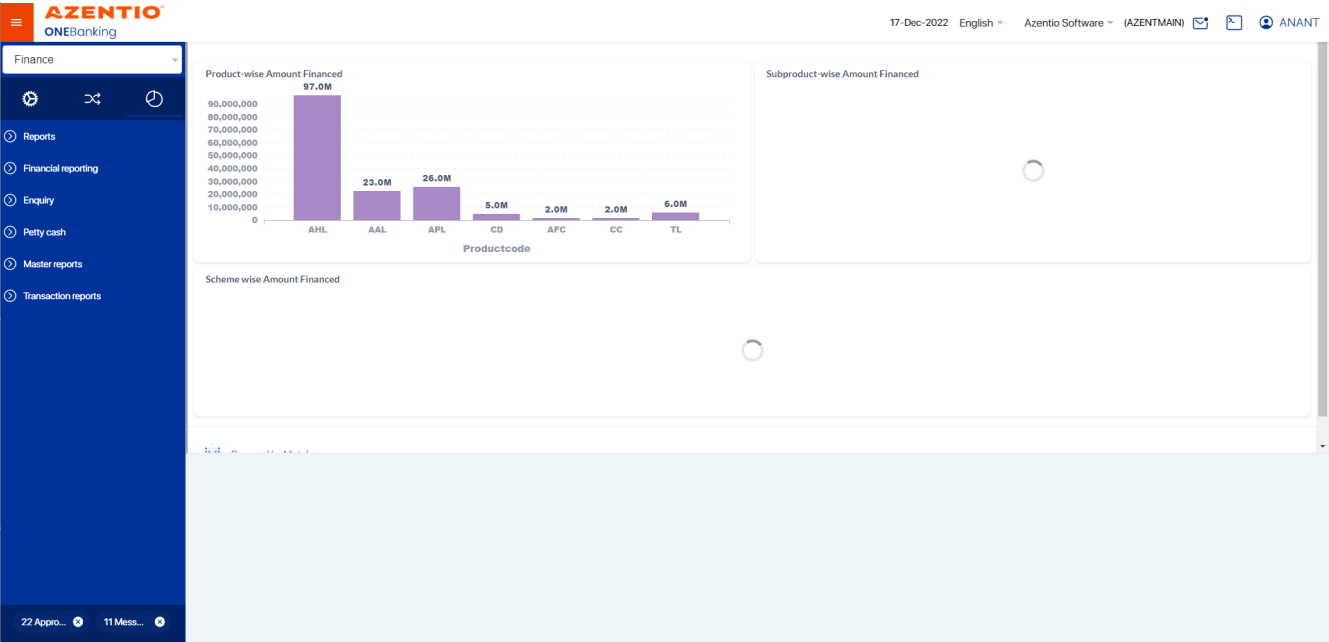 AZENTIO
ONEBanking
17-Dec-2022 English Azentio Software (AZENTMAIN) ANANT
Finance
Reports
Financial reporting
Enquiry
Petty cash
Master reports
Transaction reports
22 Appro...
11 Mess...
Product-wise Amount Financed
97.0M
90,000,000
80,000,000
70,000,000
60,000,000
50,000,000
40,000,000
30,000,000
20,000,000
10,000,000
0
23.0M
26.0M
5.0M
2.0M
2.0M
6.0M
AHL AAL APL CD AFC CC TL
Productcode
Subproduct-wise Amount Financed
Scheme wise Amount Financed